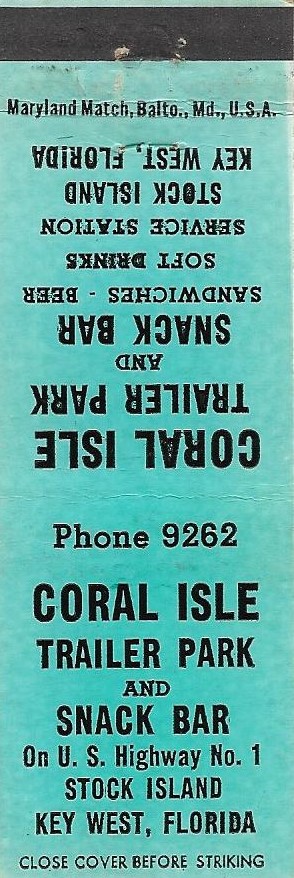 Maryland Match, Balto., Md., U.S.A.
CORAL ISLE
TRAILER PARK
AND
SNACK BAR
SANDWICHES - BEER
SOFT DRINKS
SERVICE STATION
STOCK ISLAND
KEY WEST, FLORIDA
Phone 9262
CORAL ISLE
TRAILER PARK
AND
SNACK BAR
On U. S. Highway No. 1
STOCK ISLAND
KEY WEST, FLORIDA
CLOSE COVER BEFORE STRIKING